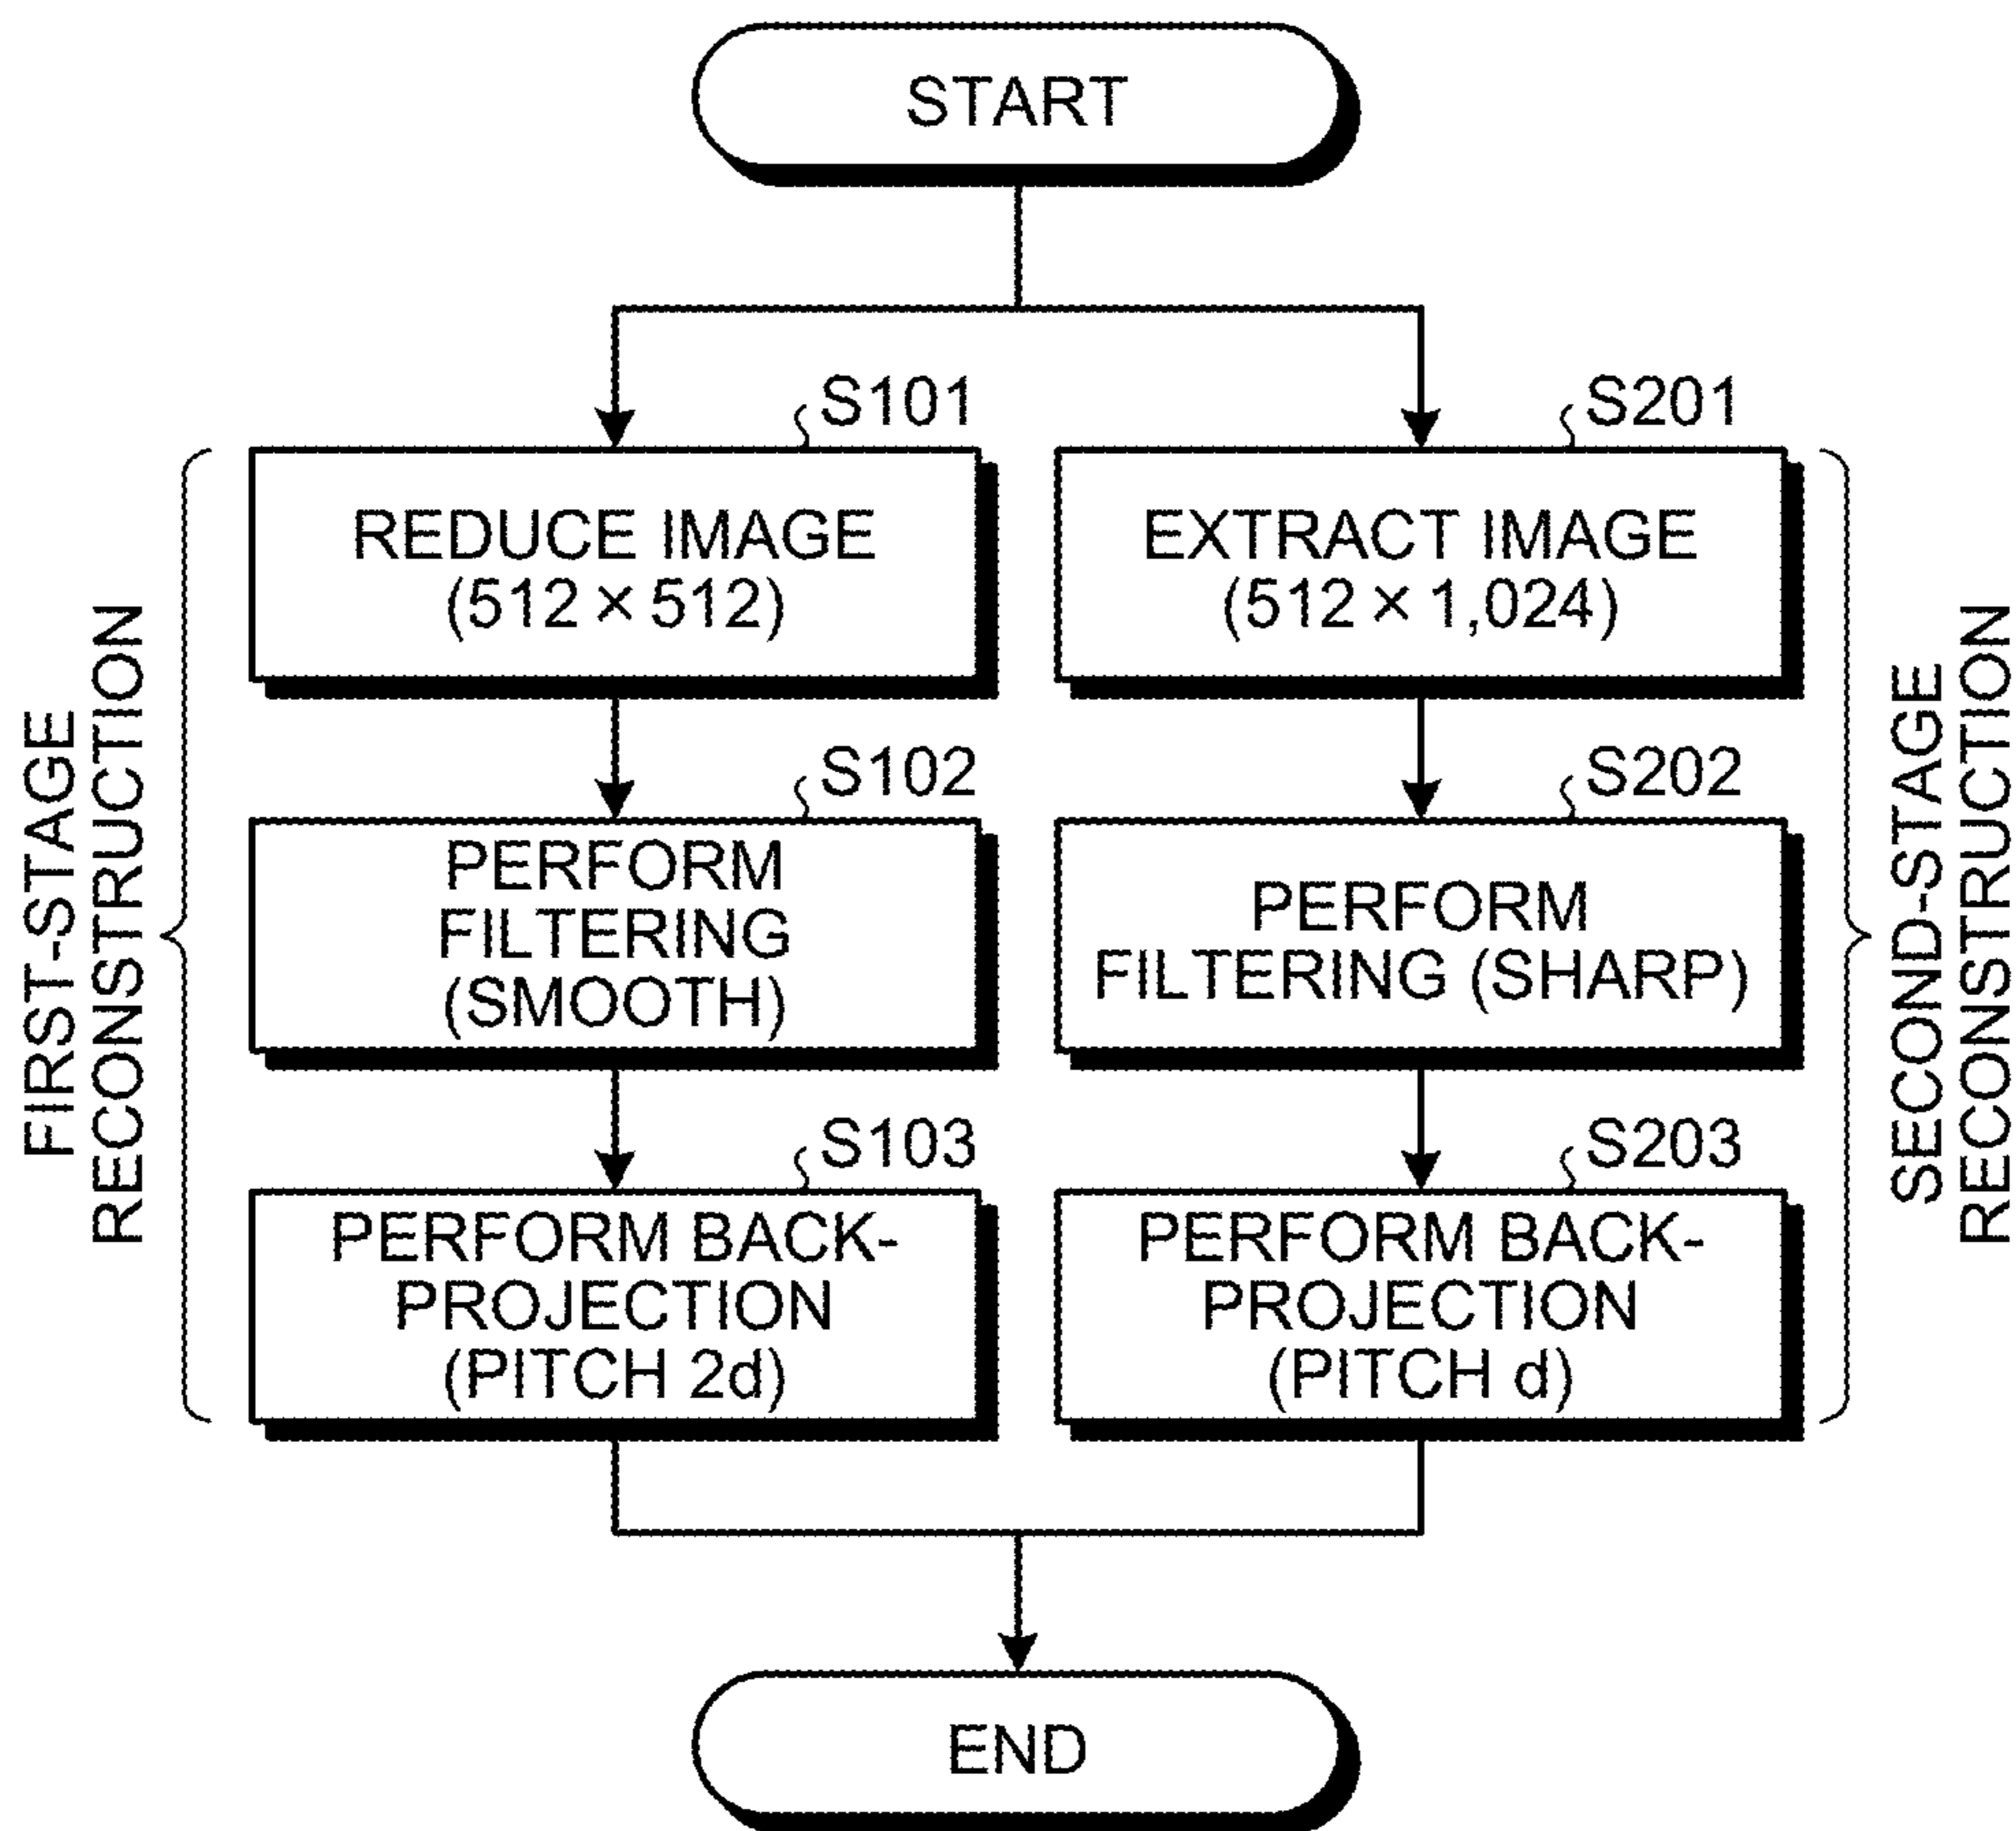 START
S101
REDUCE IMAGE
(512 × 512)
S102
PERFORM
FILTERING
(SMOOTH)
S103
PERFORM BACK-
PROJECTION
(PITCH 2d)
FIRST-STAGE
RECONSTRUCTION
S201
EXTRACT IMAGE
(512 × 1,024)
S202
PERFORM
FILTERING (SHARP)
S203
PERFORM BACK-
PROJECTION
(PITCH d)
SECOND-STAGE
RECONSTRUCTION
END